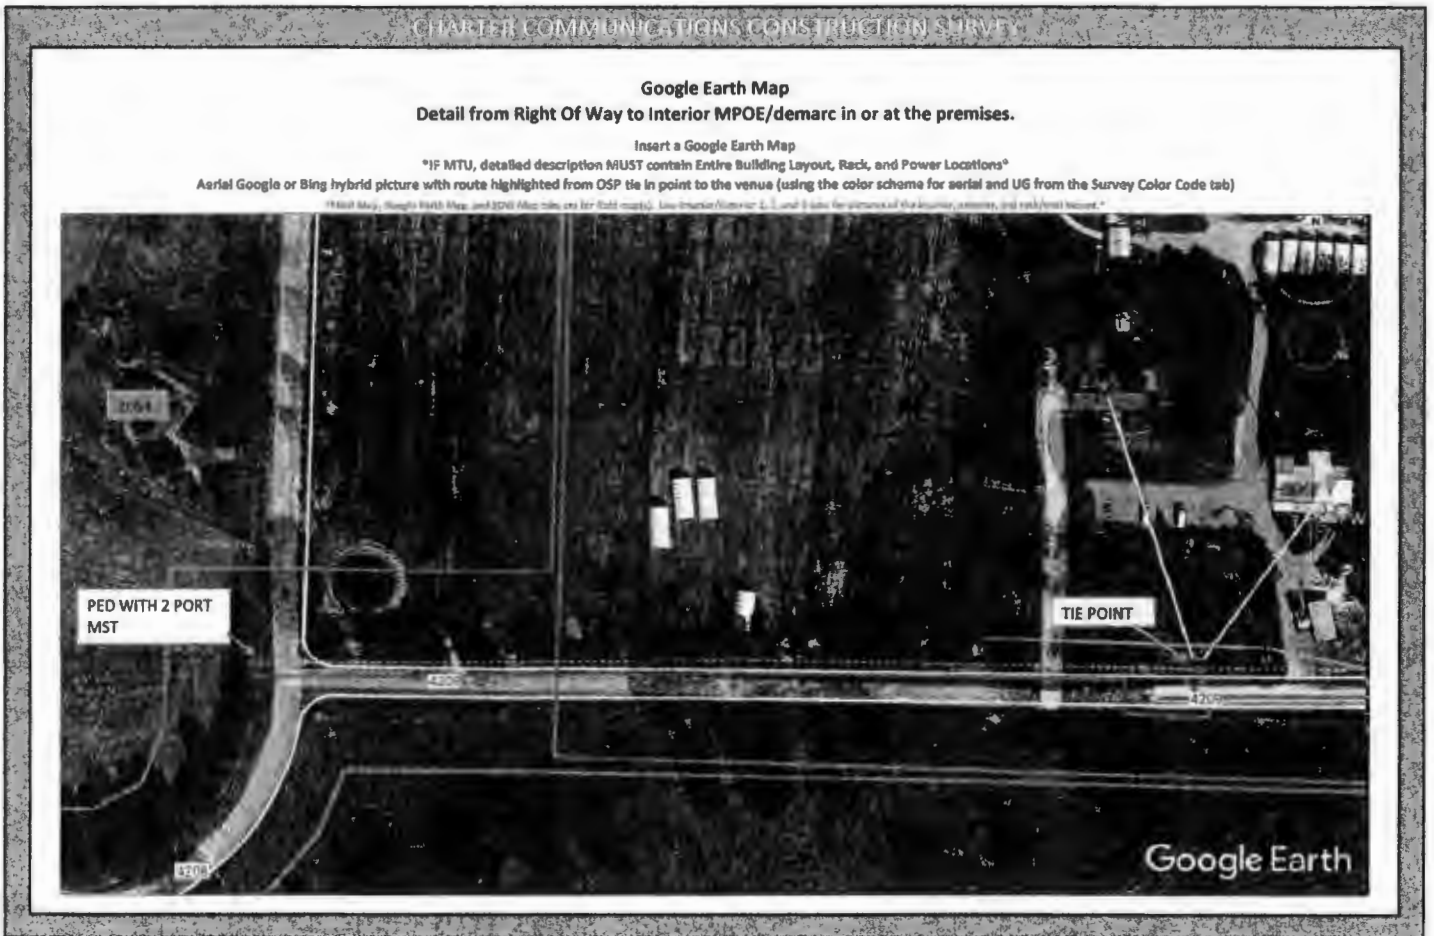 CHARTER COMMUNICATIONS CONSTRUCTION SURVEY
Google Earth Map
Detail from Right Of Way to Interior MPOE/demarc in or at the premises.
Insert a Google Earth Map
*IF MTU, detailed description MUST contain Entire Building Layout, Rack, and Power Locations*
Aerial Google or Bing hybrid picture with route highlighted from OSP tie in point to the venue (using the color scheme for aerial and UG from the Survey Color Code tab)
PED WITH 2 PORT
MST
TIE POINT
4209
4209
4208
Google Earth